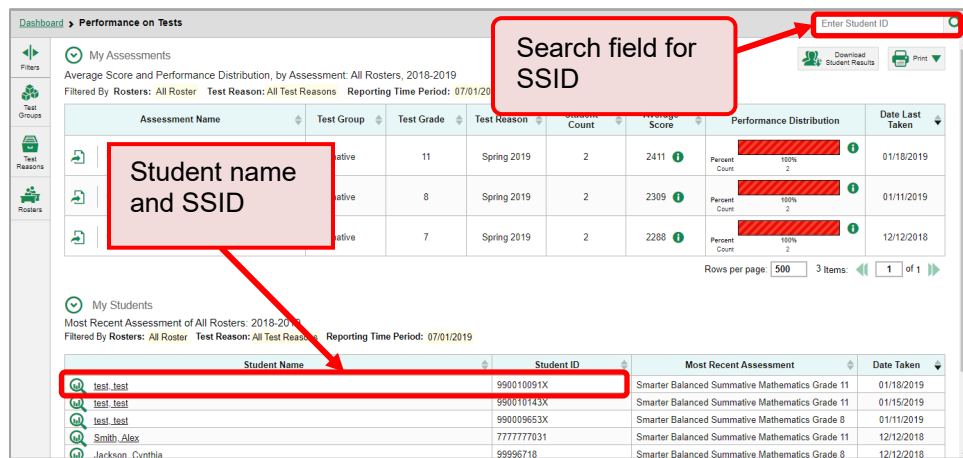 Dashboard > Performance on Tests
Enter Student ID
Search field for
SSID
Filters
Test
Groups
Test
Reasons
Rosters
My Assessments
Download
Student Results
Print
Average Score and Performance Distribution, by Assessment: All Rosters, 2018-2019
Filtered By Rosters: All Roster Test Reason: All Test Reasons Reporting Time Period:
Assessment Name Test Group Test Grade Test Reason Student Count Average Score Performance Distribution Date Last Taken
11 Spring 2019 2 2411 Percent 100% Count 2 01/18/2019
8 Spring 2019 2 2309 Percent 100% Count 2 01/11/2019
7 Spring 2019 2 2288 Percent 100% Count 2 12/12/2018
Student name
and SSID
Rows per page: 500 3 Items: 1 of 1
My Students
Most Recent Assessment of All Rosters: 2018-2019
Filtered By Rosters: All Roster Test Reason: All Test Reasons Reporting Time Period: 07/01/2019
Student Name Student ID Most Recent Assessment Date Taken
test, test 990010091X Smarter Balanced Summative Mathematics Grade 11 01/18/2019
test, test 990010143X Smarter Balanced Summative Mathematics Grade 11 01/15/2019
test, test 990009653X Smarter Balanced Summative Mathematics Grade 8 01/11/2019
Smith, Alex 7777777031 Smarter Balanced Summative Mathematics Grade 11 12/12/2018
Jackson, Cynthia 99996718 Smarter Balanced Summative Mathematics Grade 8 12/12/2018